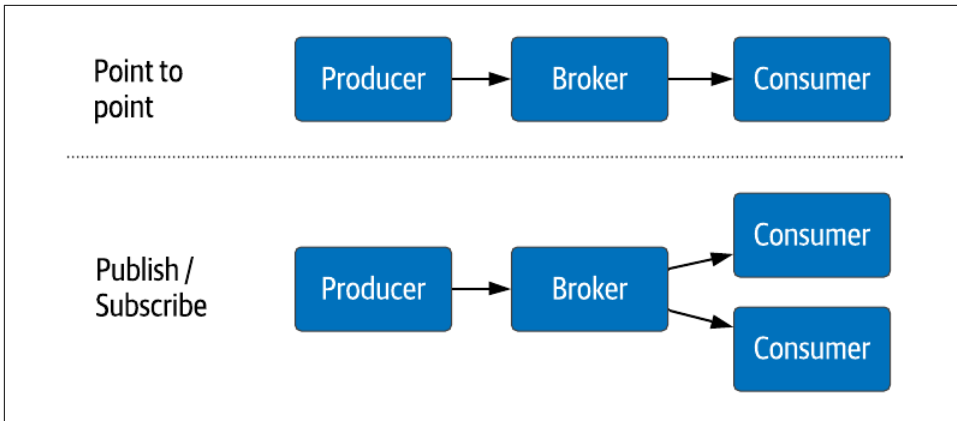 Point to
point
Producer
Broker
Consumer
Publish /
Subscribe
Producer
Broker
Consumer
Consumer